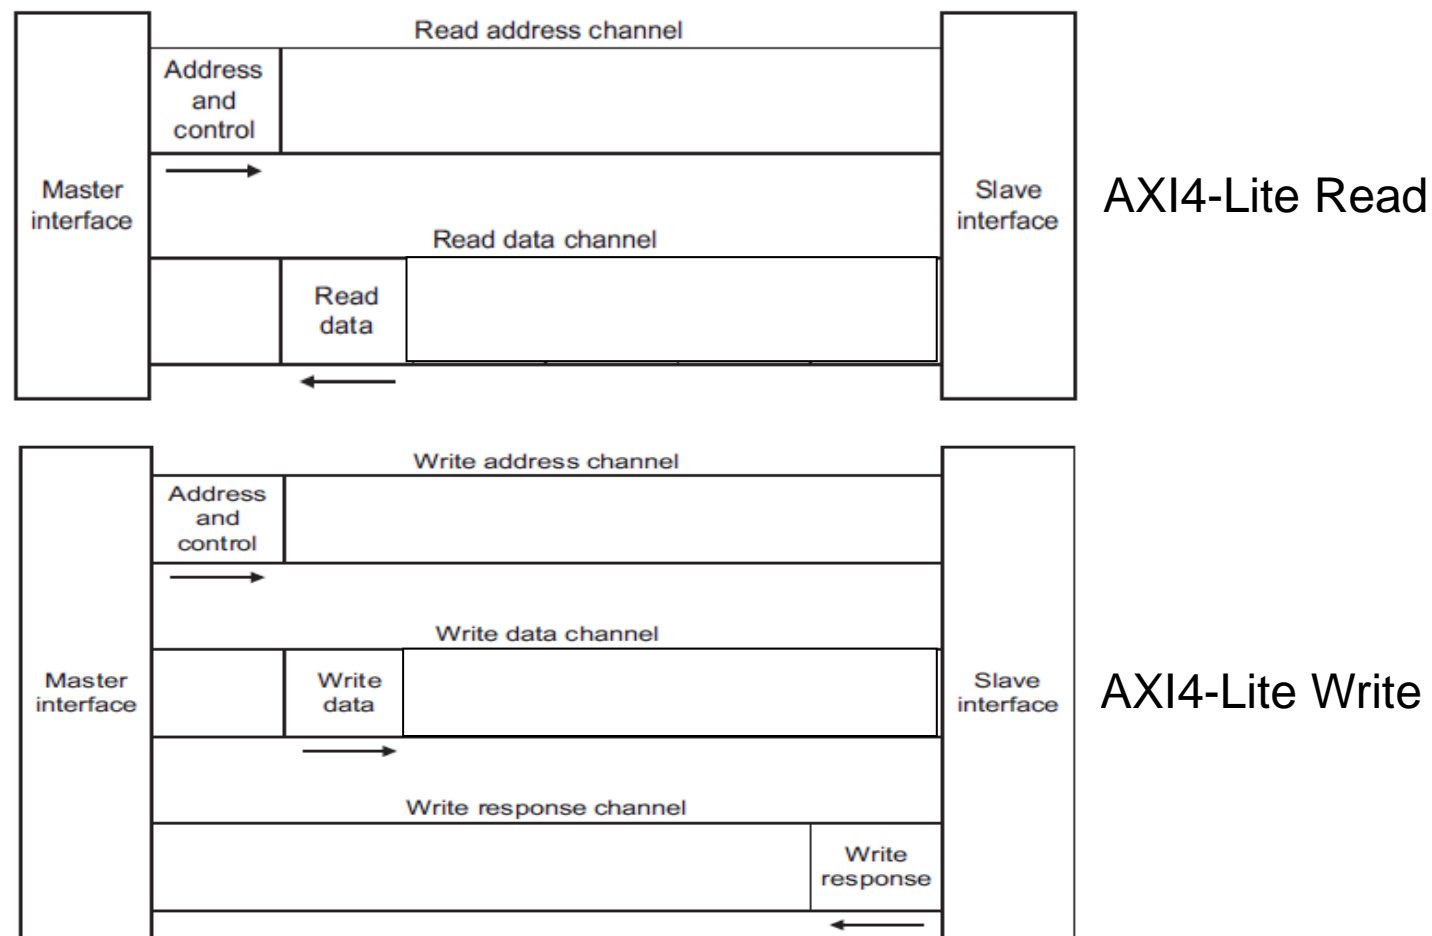 Read address channel
Address
and
control
Master
interface
Slave
interface
AXI4-Lite Read
Read data channel
Read
data
Write address channel
Address
and
control
Write data channel
Master
interface
Write
data
Slave
interface
AXI4-Lite Write
Write response channel
Write
response